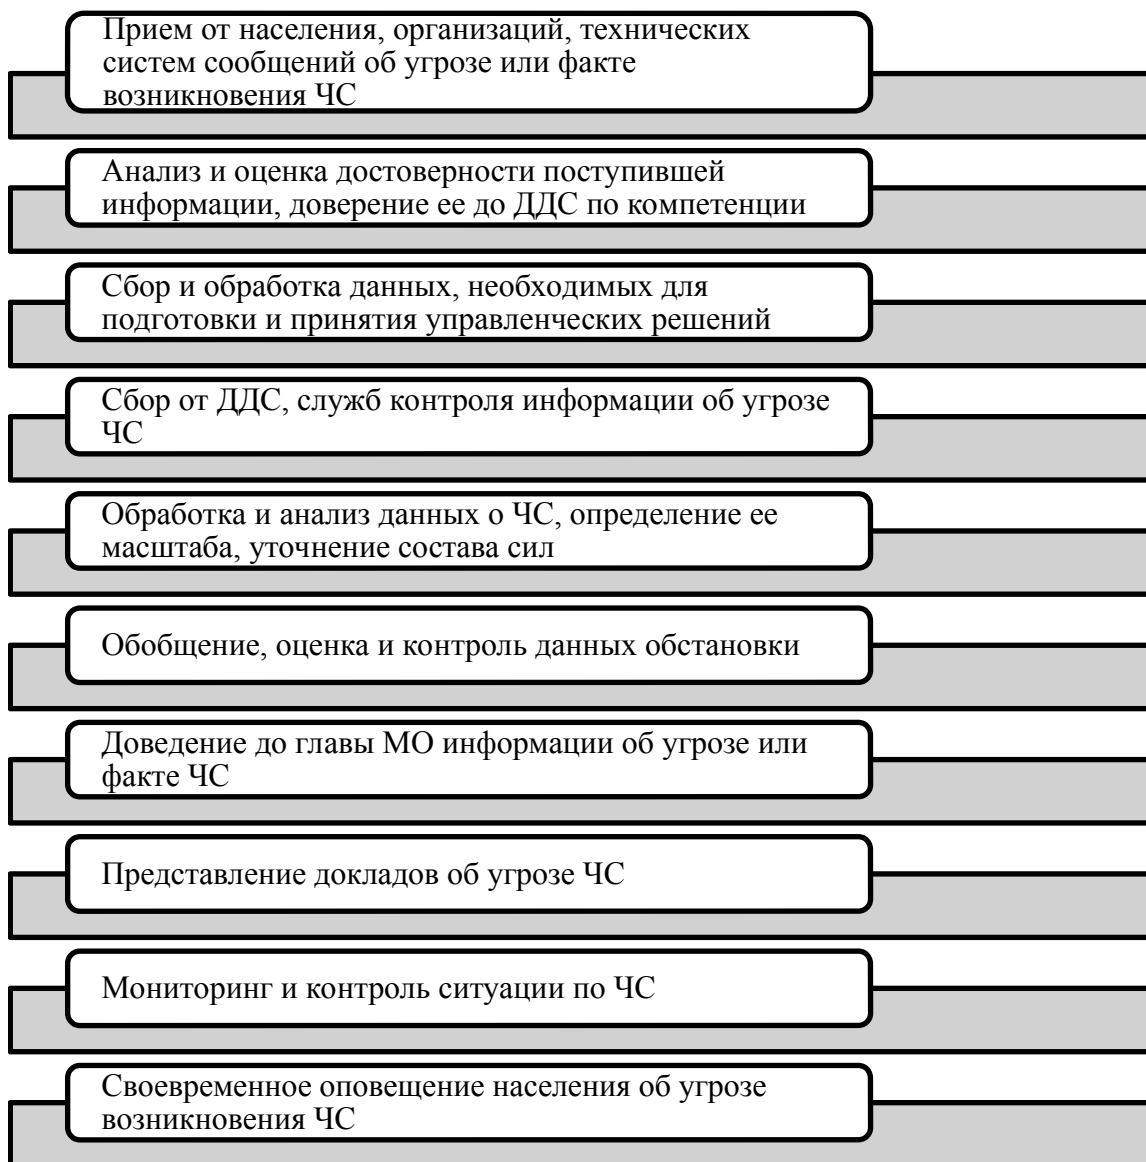 Прием от населения, организаций, технических
систем сообщений об угрозе или факте
возникновения ЧС
Анализ и оценка достоверности поступившей
информации, доверение ее до ДДС по компетенции
Сбор и обработка данных, необходимых для
подготовки и принятия управленческих решений
Сбор от ДДС, служб контроля информации об угрозе
ЧС
Обработка и анализ данных о ЧС, определение ее
масштаба, уточнение состава сил
Обобщение, оценка и контроль данных обстановки
Доведение до главы МО информации об угрозе или
факте ЧС
Представление докладов об угрозе ЧС
Мониторинг и контроль ситуации по ЧС
Своевременное оповещение населения об угрозе
возникновения ЧС